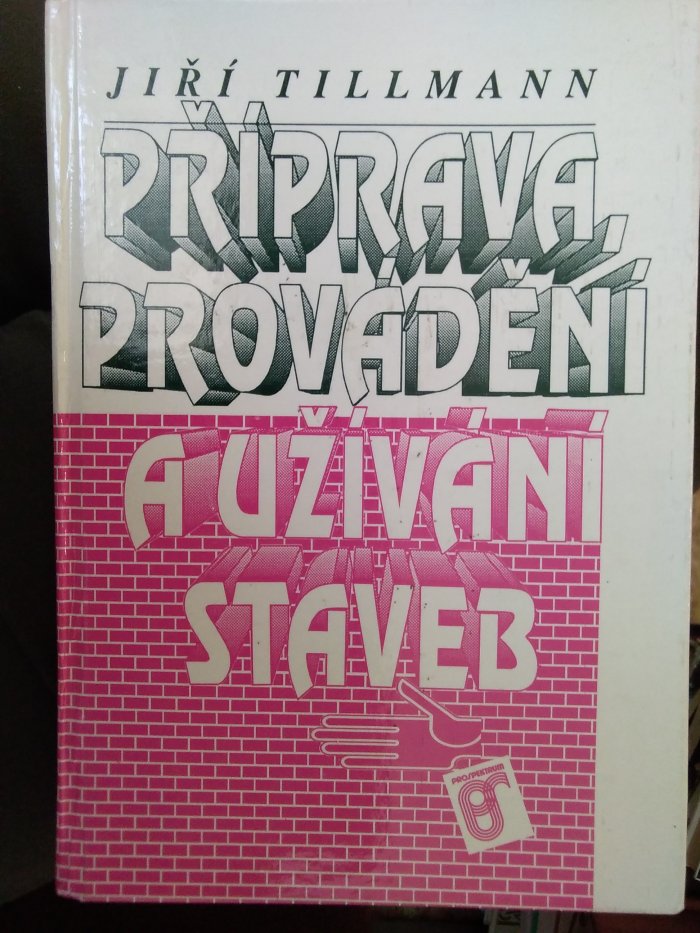 JIŘÍ TILLMANN
PŘÍPRAVA,
PROVÁDĚNÍ
A UŽÍVÁNÍ
STAVEB
PROSPEKTRUM